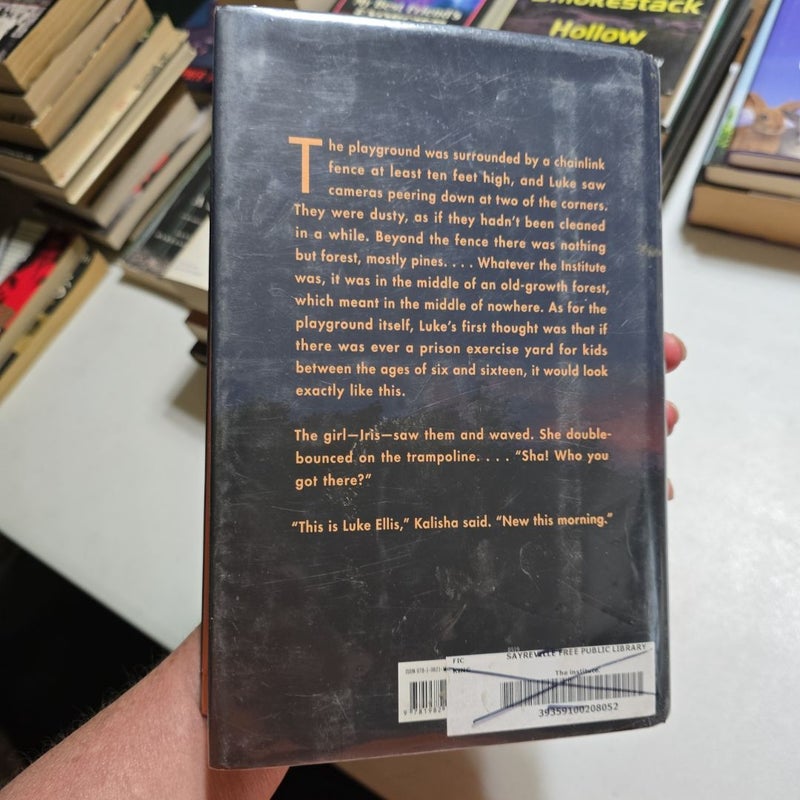 Smokestack
Hollow
The playground was surrounded by a chainlink
fence at least ten feet high, and Luke saw
cameras peering down at two of the corners.
They were dusty, as if they hadn't been cleaned
in a while. Beyond the fence there was nothing
but forest, mostly pines. . . . Whatever the Institute
was, it was in the middle of an old-growth forest,
which meant in the middle of nowhere. As for the
playground itself, Luke's first thought was that if
there was ever a prison exercise yard for kids
between the ages of six and sixteen, it would look
exactly like this.
The girl—Iris—saw them and waved. She double-
bounced on the trampoline. . . . "Sha! Who you
got there?"
"This is Luke Ellis," Kalisha said. "New this morning."
SAYREVILLE FREE PUBLIC LIBRARY
FIC
KING
The institute
39359100208052
ISBN 978-1-9821-
9 781982